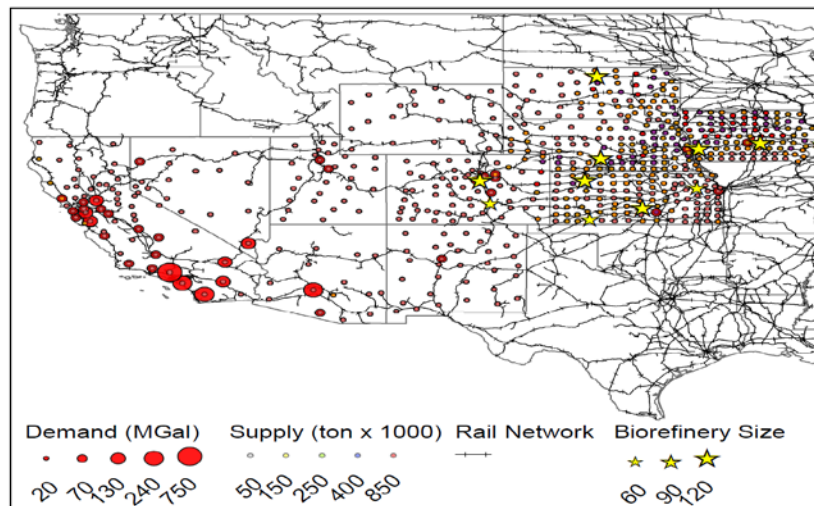 Demand (MGal) Supply (ton x 1000) Rail Network Biorefinery Size
20 70 130 240 750 50 150 250 400 850 60 90 120